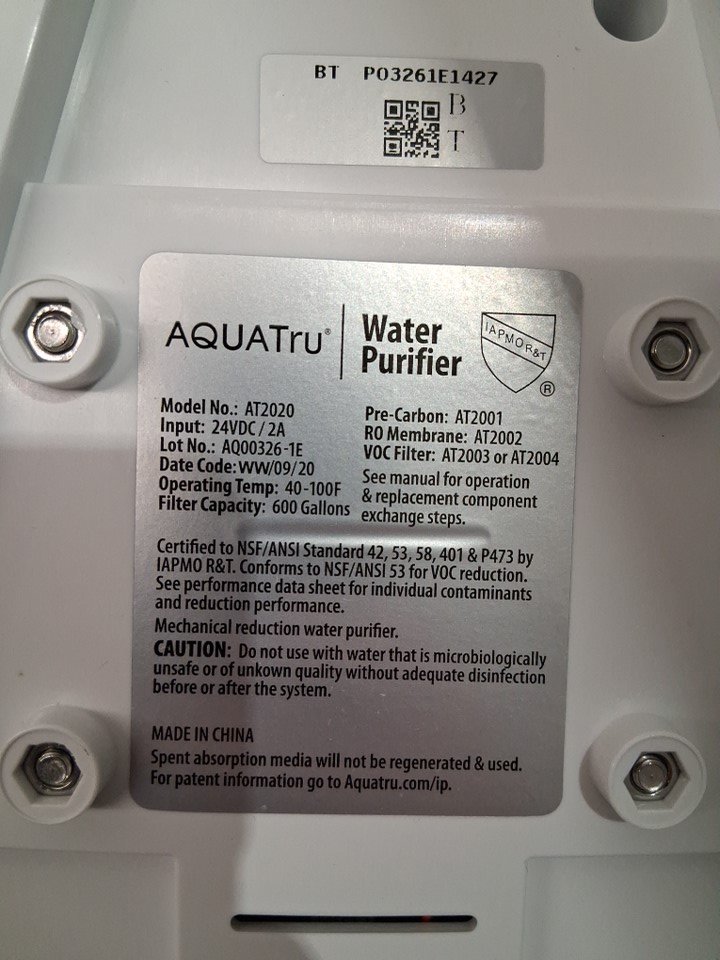 BT PO3261E1427
B
T
AQUATru®
Water
Purifier
IAPMO R&T
®
Model No.: AT2020
Input: 24VDC / 2A
Lot No.: AQ00326-1E
Date Code: WW/09/20
Operating Temp: 40-100F
Filter Capacity: 600 Gallons
Pre-Carbon: AT2001
RO Membrane: AT2002
VOC Filter: AT2003 or AT2004
See manual for operation
& replacement component
exchange steps.
Certified to NSF/ANSI Standard 42, 53, 58, 401 & P473 by
IAPMO R&T. Conforms to NSF/ANSI 53 for VOC reduction.
See performance data sheet for individual contaminants
and reduction performance.
Mechanical reduction water purifier.
CAUTION: Do not use with water that is microbiologically
unsafe or of unkown quality without adequate disinfection
before or after the system.
MADE IN CHINA
Spent absorption media will not be regenerated & used.
For patent information go to Aquatru.com/ip.